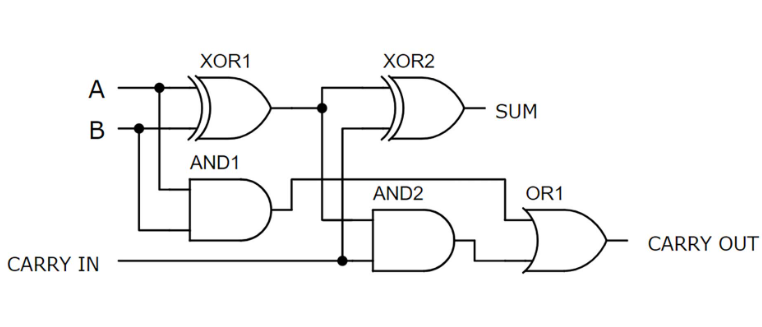 XOR1
XOR2
A
SUM
B
AND1
AND2
OR1
CARRY OUT
CARRY IN